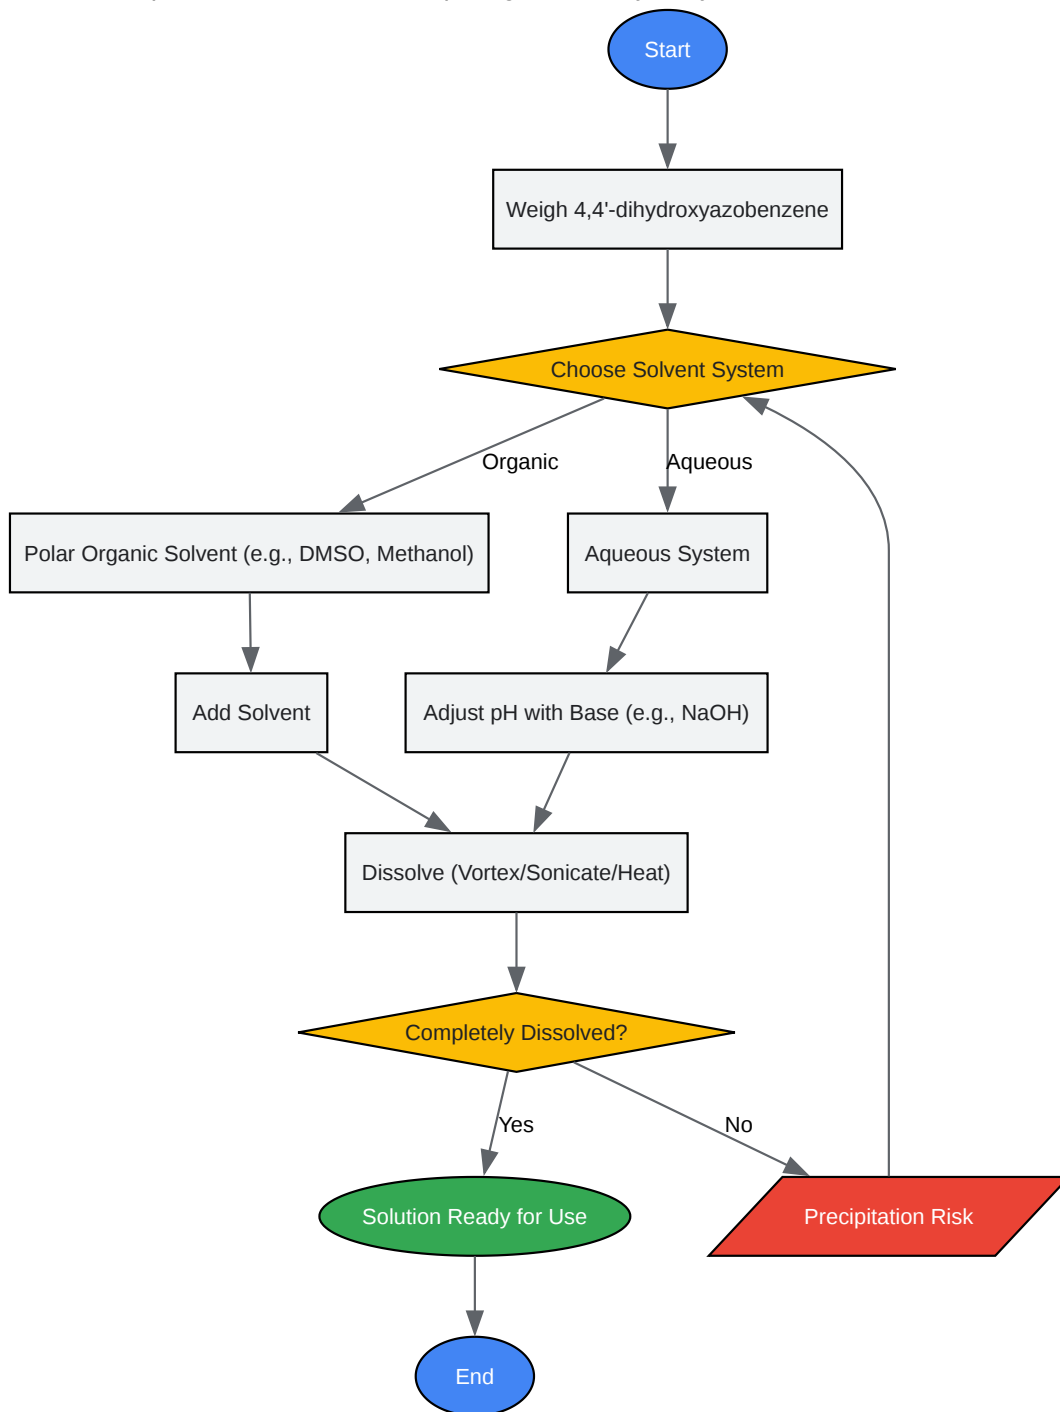 Start
Weigh 4,4'-dihydroxyazobenzene
Choose Solvent System
Organic
Aqueous
Polar Organic Solvent (e.g., DMSO, Methanol)
Aqueous System
Add Solvent
Adjust pH with Base (e.g., NaOH)
Dissolve (Vortex/Sonicate/Heat)
Completely Dissolved?
Yes
No
Solution Ready for Use
Precipitation Risk
End